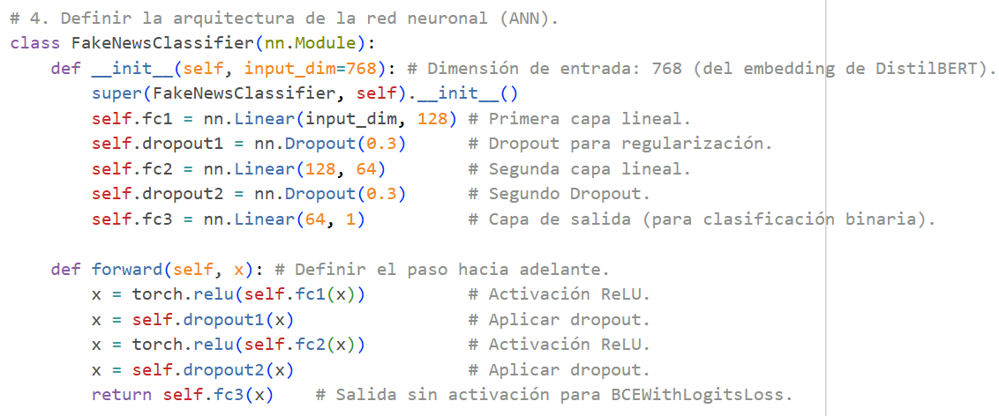 # 4. Definir la arquitectura de la red neuronal (ANN).
class FakeNewsClassifier(nn.Module):
    def __init__(self, input_dim=768): # Dimensión de entrada: 768 (del embedding de DistilBERT).
        super(FakeNewsClassifier, self).__init__()
        self.fc1 = nn.Linear(input_dim, 128) # Primera capa lineal.
        self.dropout1 = nn.Dropout(0.3)      # Dropout para regularización.
        self.fc2 = nn.Linear(128, 64)        # Segunda capa lineal.
        self.dropout2 = nn.Dropout(0.3)      # Segundo Dropout.
        self.fc3 = nn.Linear(64, 1)          # Capa de salida (para clasificación binaria).

    def forward(self, x): # Definir el paso hacia adelante.
        x = torch.relu(self.fc1(x))          # Activación ReLU.
        x = self.dropout1(x)                 # Aplicar dropout.
        x = torch.relu(self.fc2(x))          # Activación ReLU.
        x = self.dropout2(x)                 # Aplicar dropout.
        return self.fc3(x)    # Salida sin activación para BCEWithLogitsLoss.